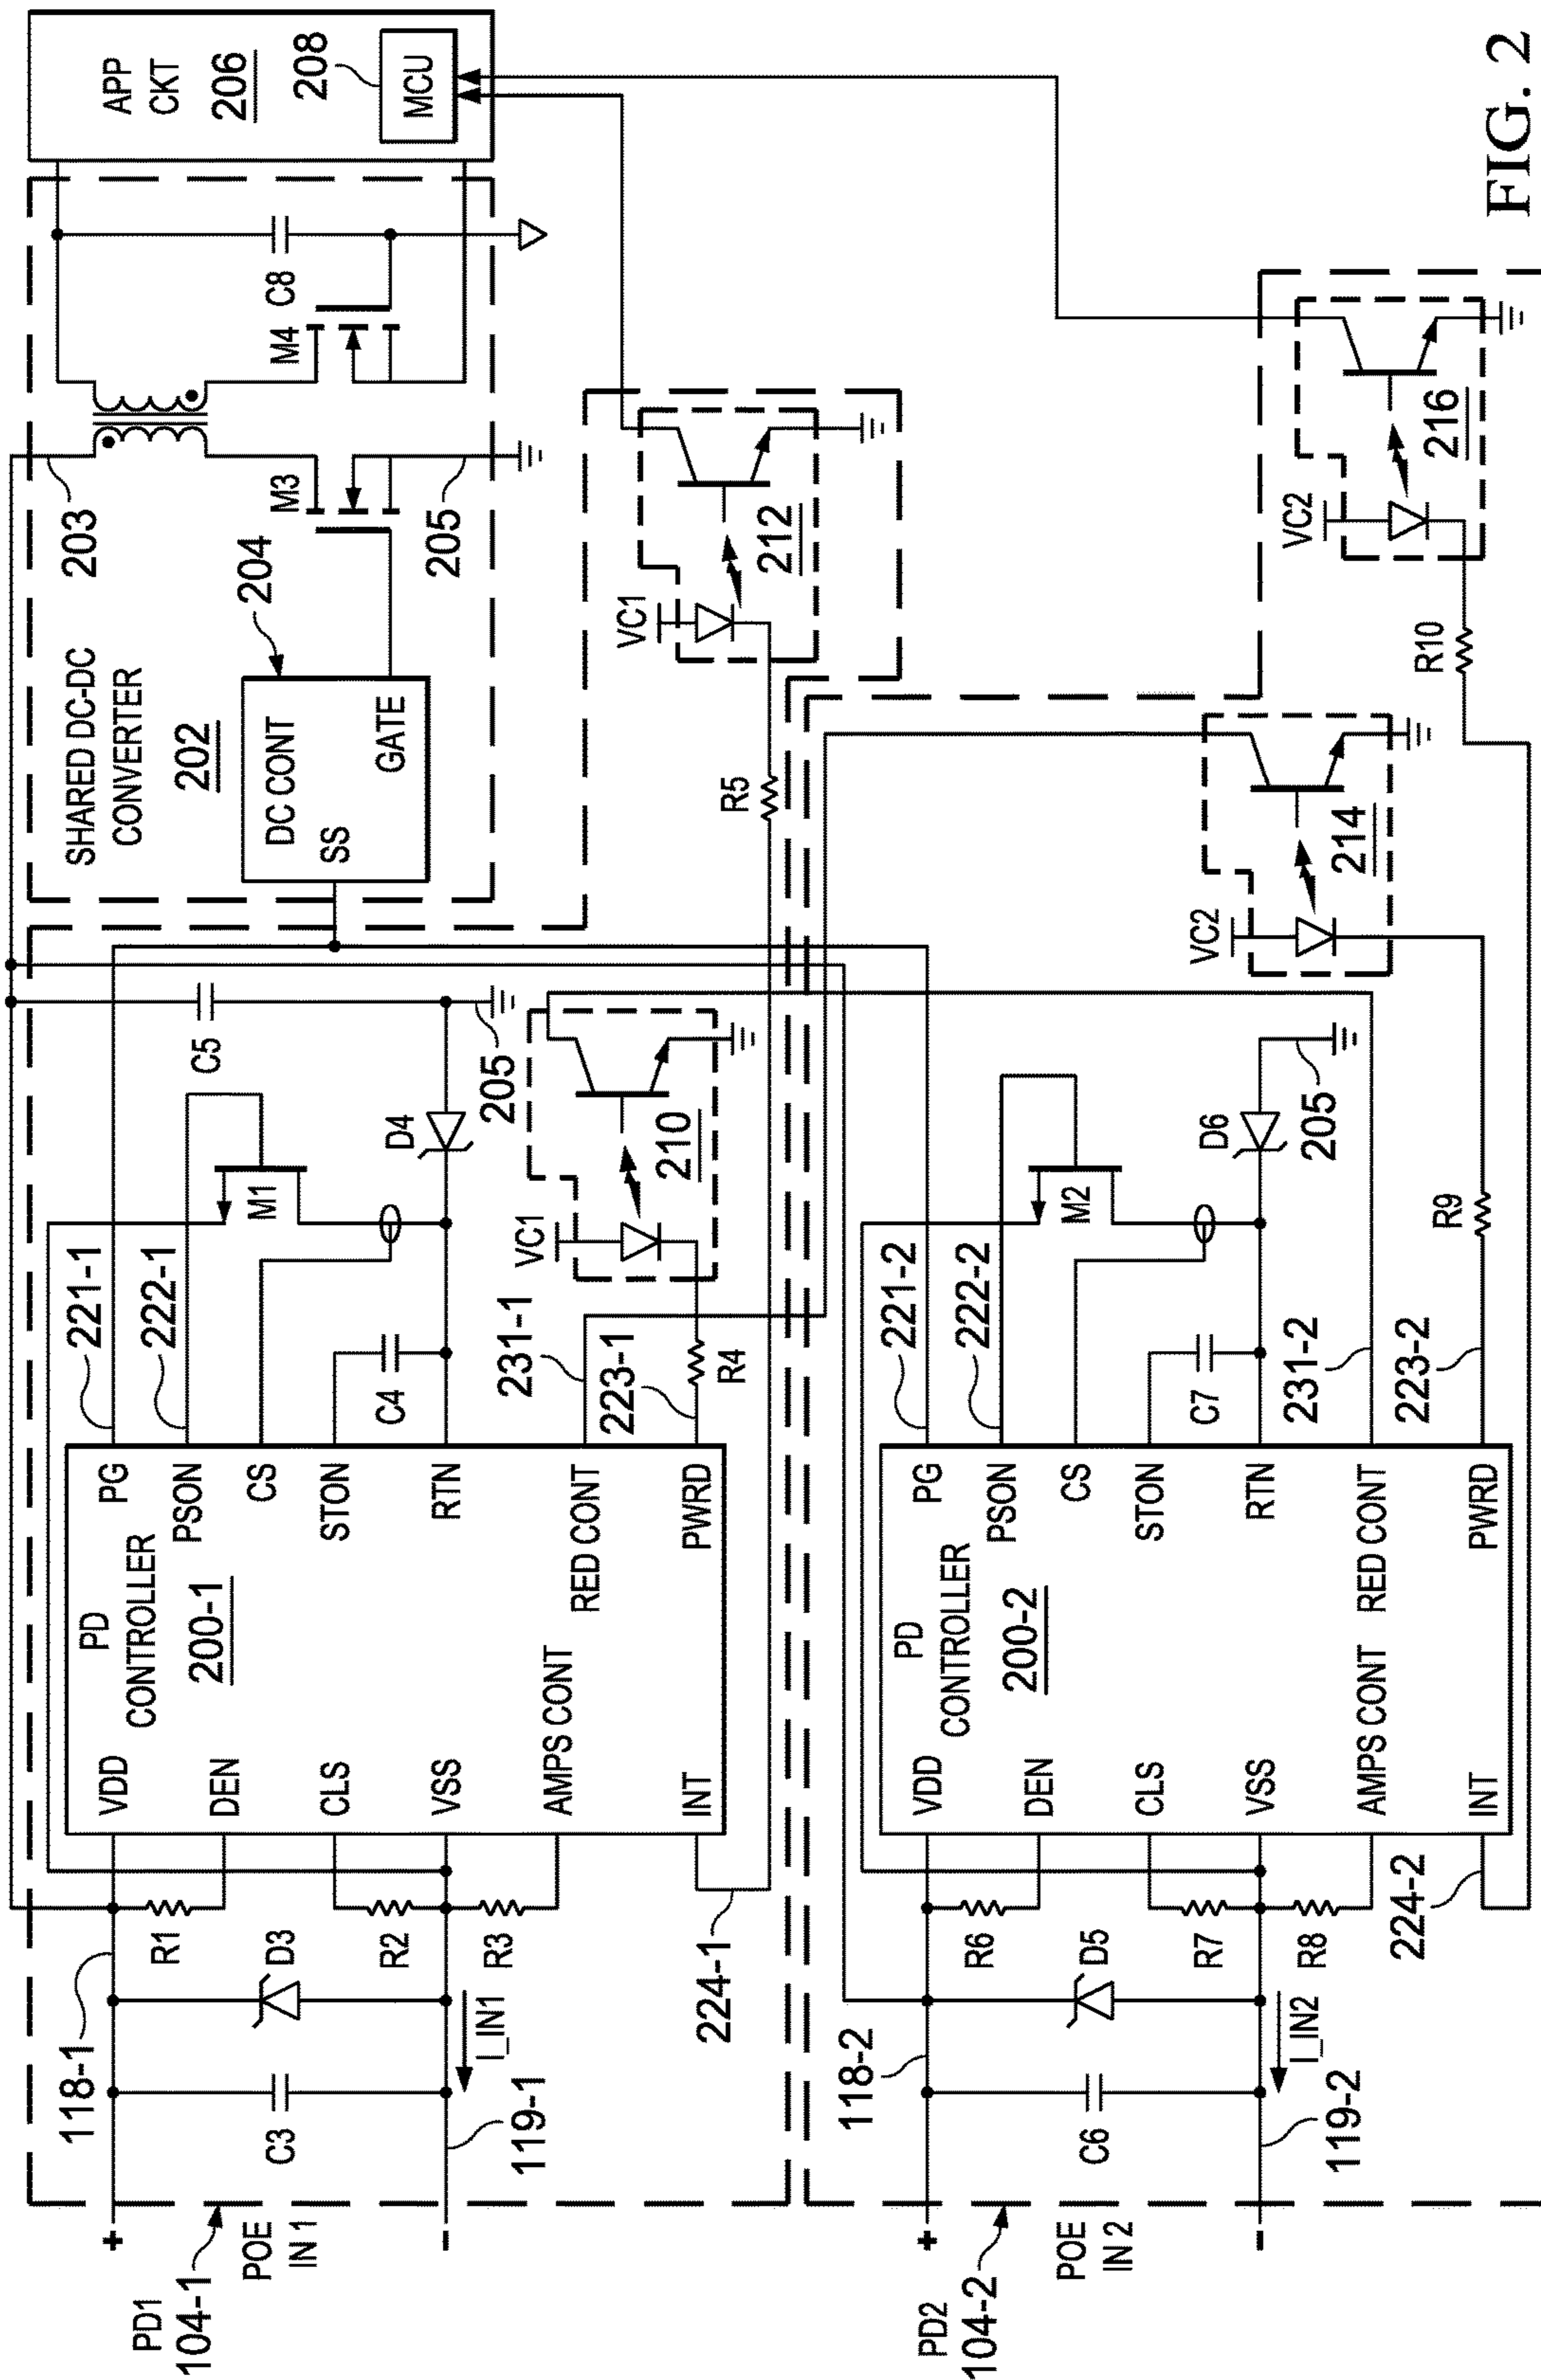 PD1
104-1
POE
IN 1
+
-
118-1
119-1
C3
D3
I_IN1
R1
R2
R3
224-1
VDD
DEN
CLS
VSS
AMPS CONT
INT
PD
CONTROLLER
200-1
PG
PSON
CS
STON
RTN
RED CONT
PWRD
221-1
222-1
231-1
223-1
C4
R4
M1
D4
C5
205
VC1
210
R5
VC1
212
SHARED DC-DC
CONVERTER
202
DC CONT
SS
GATE
204
203
M3
205
M4
C8
APP
CKT
206
208
MCU
PD2
104-2
POE
IN 2
+
-
118-2
119-2
C6
D5
I_IN2
R6
R7
R8
224-2
VDD
DEN
CLS
VSS
AMPS CONT
INT
PD
CONTROLLER
200-2
PG
PSON
CS
STON
RTN
RED CONT
PWRD
221-2
222-2
231-2
223-2
C7
M2
D6
205
R9
VC2
214
R10
VC2
216
FIG. 2